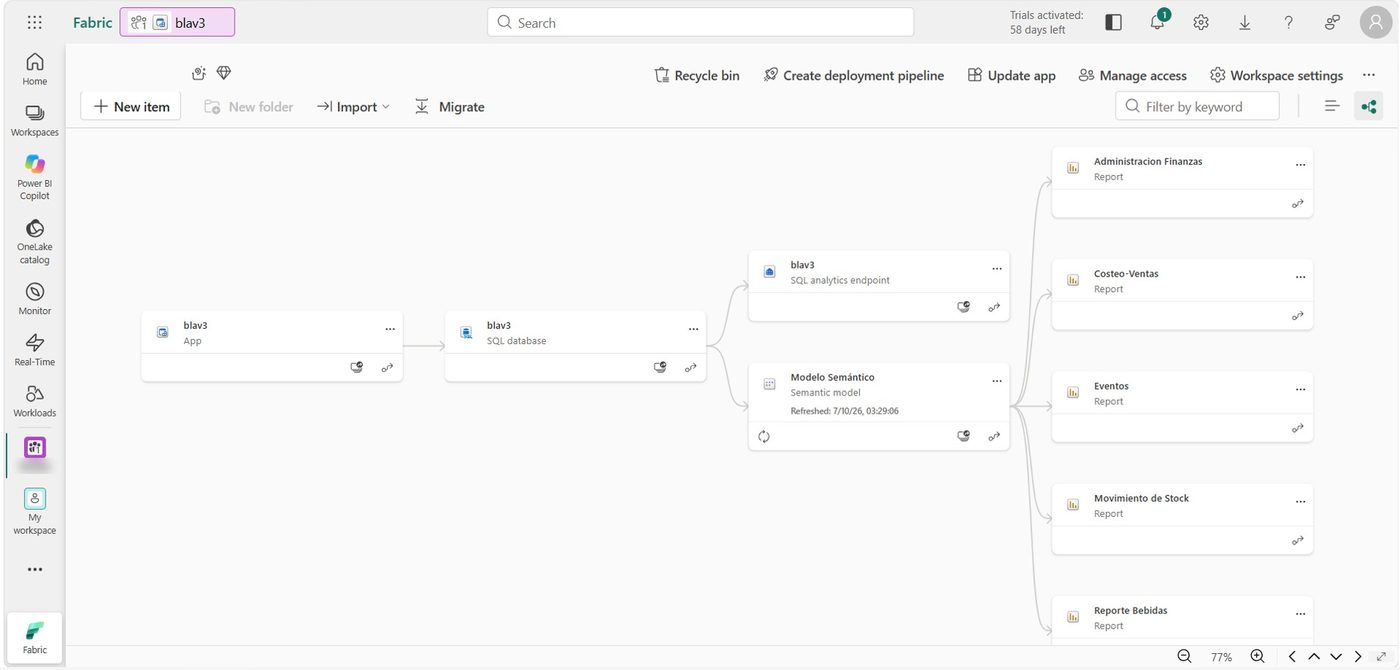 Fabric
blav3
Search
Trials activated:
58 days left
1
Home
Workspaces
Power BI
Copilot
OneLake
catalog
Monitor
Real-Time
Workloads
My
workspace
Fabric
Recycle bin
Create deployment pipeline
Update app
Manage access
Workspace settings
New item
New folder
Import
Migrate
Filter by keyword
blav3
App
blav3
SQL database
blav3
SQL analytics endpoint
Modelo Semántico
Semantic model
Refreshed: 7/10/26, 03:29:06
Administracion Finanzas
Report
Costeo-Ventas
Report
Eventos
Report
Movimiento de Stock
Report
Reporte Bebidas
Report
77%